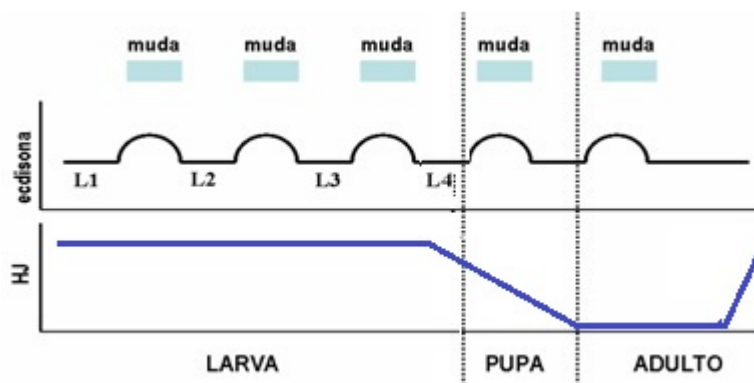 muda muda muda muda muda
ecdisona
L1 L2 L3 L4
HJ
LARVA PUPA ADULTO